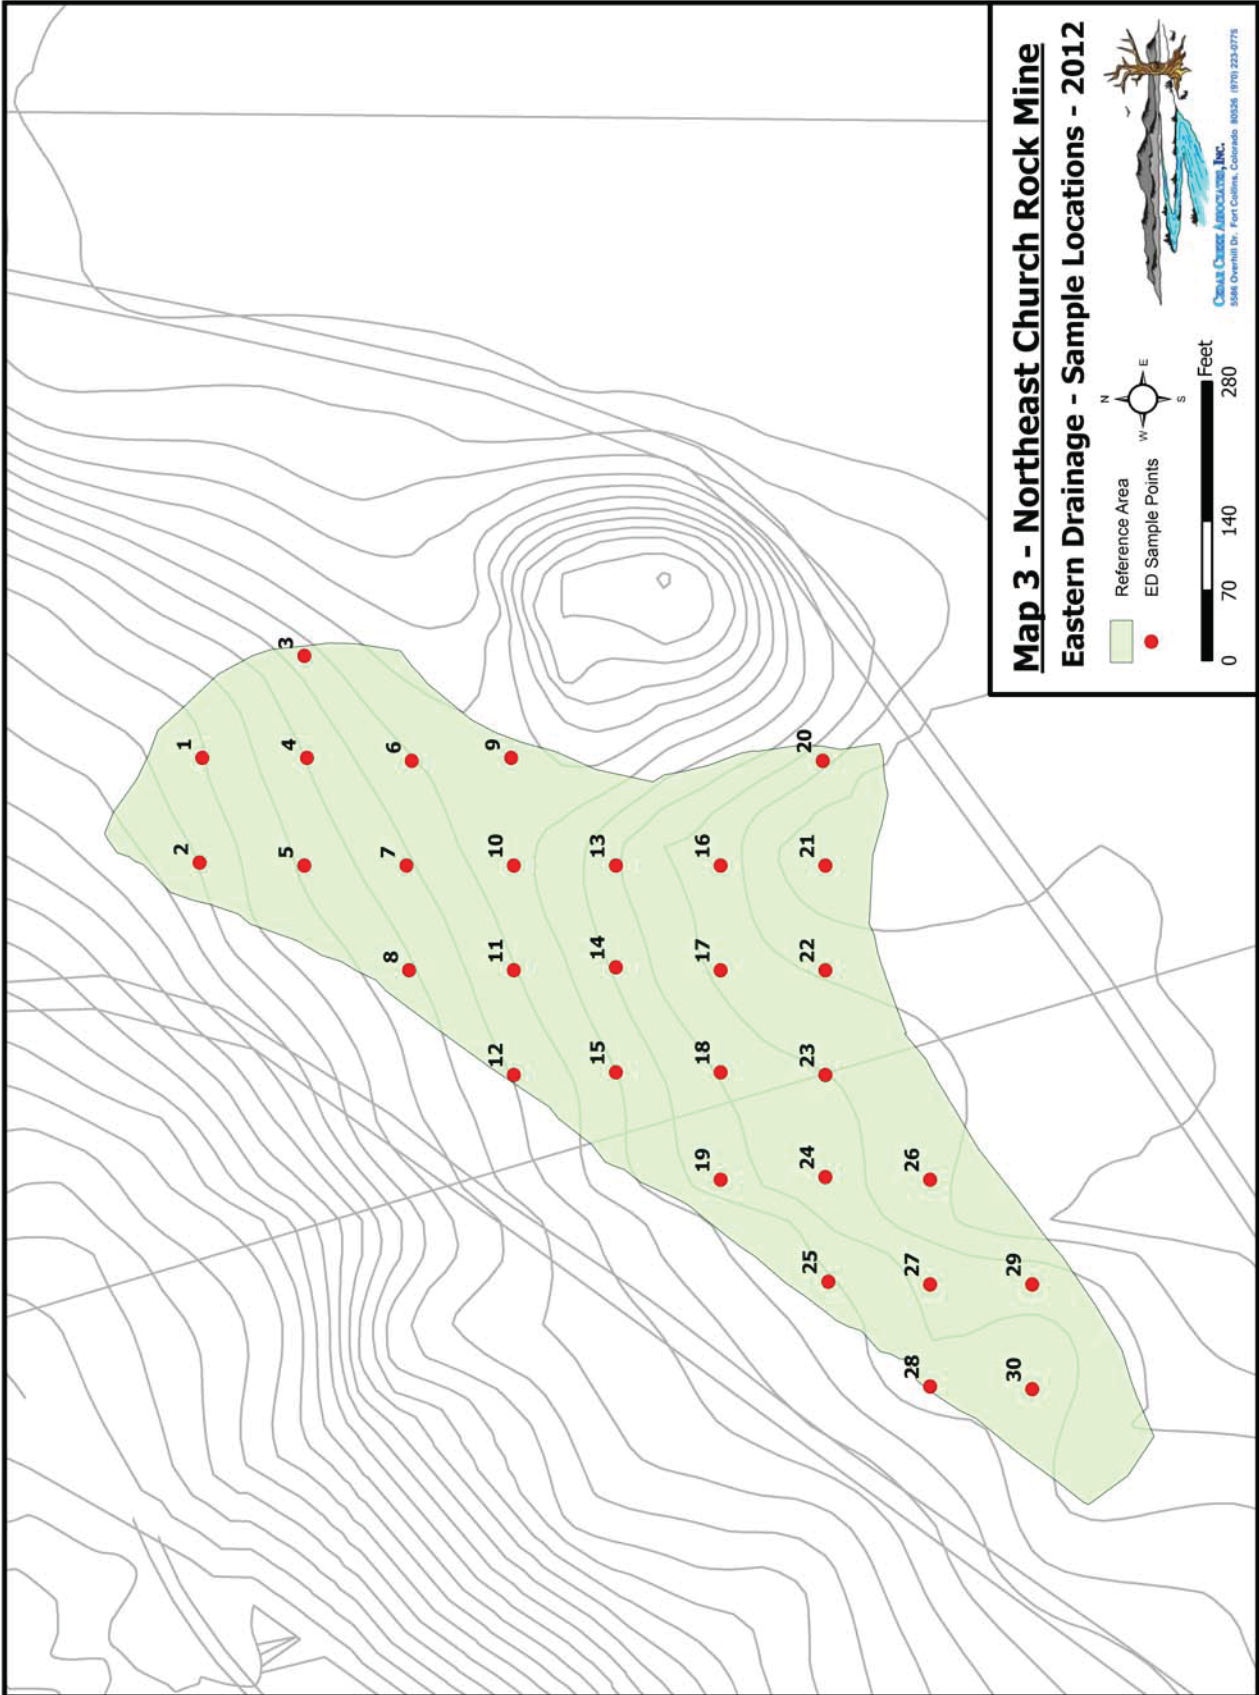 Map 3 - Northeast Church Rock Mine
Eastern Drainage - Sample Locations - 2012
Reference Area
ED Sample Points
N
W
E
S
0 70 140 280
Feet
CEDAR CREEK ASSOCIATES, INC.
5586 Overhill Dr. Fort Collins, Colorado 80526 (970) 223-0775
2 1 3
5 4
8 7 6
12 11 10 9
15 14 13
19 18 17 16
25 24 23 22 21 20
28 27 26
30 29